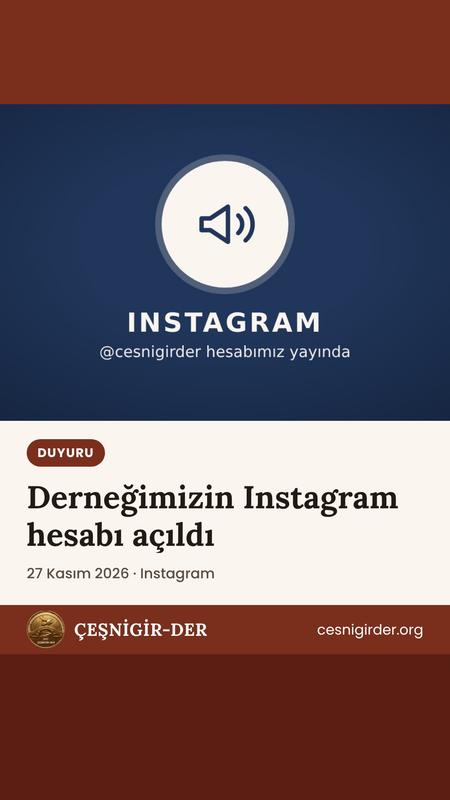 INSTAGRAM
@cesnigirder hesabımız yayında
DUYURU
Derneğimizin Instagram
hesabı açıldı
27 Kasım 2026 · Instagram
ÇEŞNİGİR-DER
cesnigirder.org